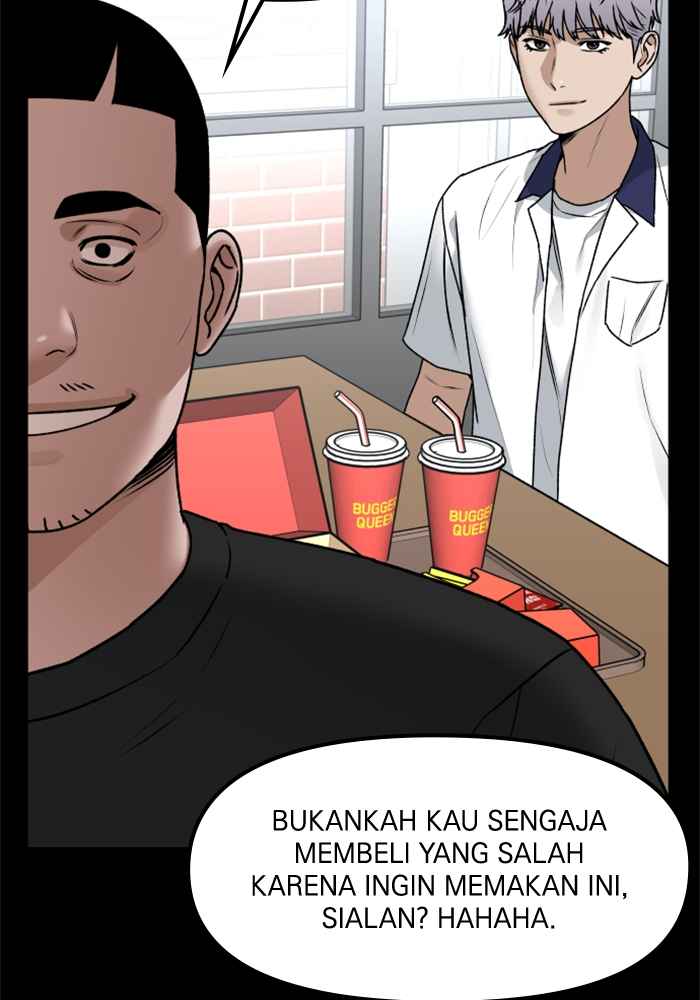 BUGGER
QUEEN
BUGGE
QUEEN
BUKANKAH KAU SENGAJA
MEMBELI YANG SALAH
KARENA INGIN MEMAKAN INI,
SIALAN? HAHAHA.